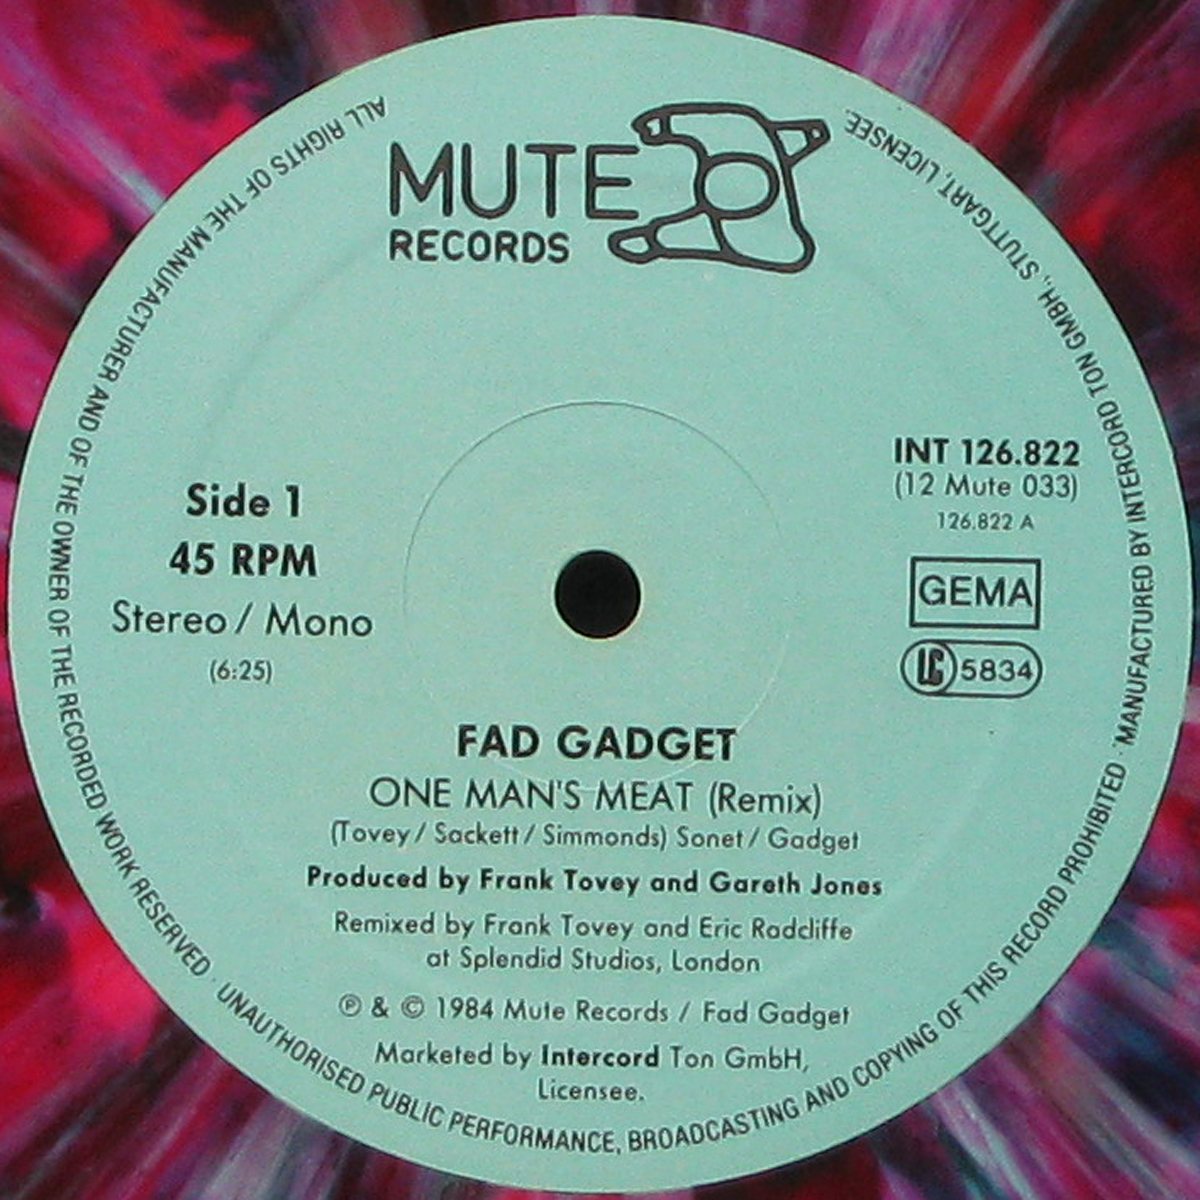 MUTE
RECORDS
INT 126.822
(12 Mute 033)
126.822 A
GEMA
LC 5834
Side 1
45 RPM
Stereo / Mono
(6:25)
FAD GADGET
ONE MAN'S MEAT (Remix)
(Tovey / Sackett / Simmonds) Sonet / Gadget
Produced by Frank Tovey and Gareth Jones
Remixed by Frank Tovey and Eric Radcliffe
at Splendid Studios, London
℗ & © 1984 Mute Records / Fad Gadget
Marketed by Intercord Ton GmbH,
Licensee.
ALL RIGHTS OF THE MANUFACTURER AND OF THE OWNER OF THE RECORDED WORK RESERVED · UNAUTHORISED PUBLIC PERFORMANCE, BROADCASTING AND COPYING OF THIS RECORD PROHIBITED · MANUFACTURED BY INTERCORD TON GMBH., STUTTGART, LICENSEE.